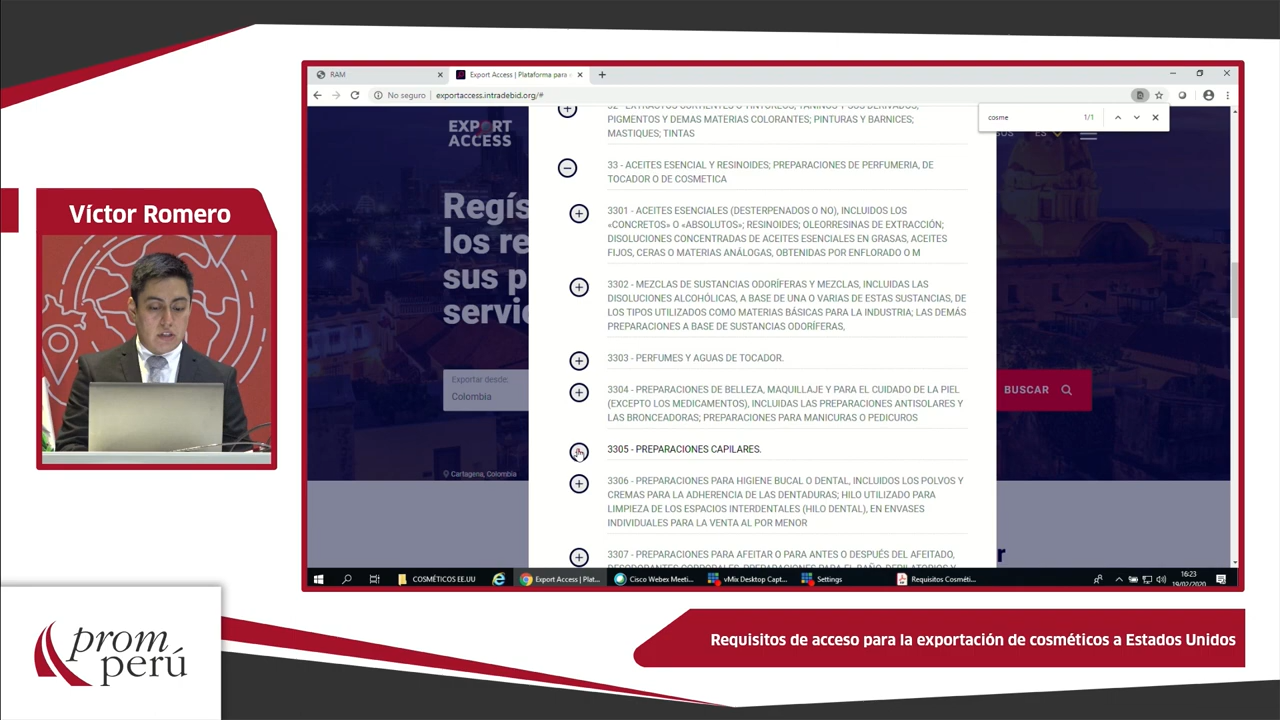 Víctor Romero
RAM
Export Access | Plataforma para
No seguro
exportaccess.intradebid.org/#
cosme
1/1
EXPORT
ACCESS
ES
Regís
los re
sus p
servic
Exportar desde:
Colombia
Cartagena, Colombia
PIGMENTOS Y DEMAS MATERIAS COLORANTES; PINTURAS Y BARNICES;
MASTIQUES; TINTAS
33 - ACEITES ESENCIAL Y RESINOIDES; PREPARACIONES DE PERFUMERIA, DE
TOCADOR O DE COSMETICA
3301 - ACEITES ESENCIALES (DESTERPENADOS O NO), INCLUIDOS LOS
«CONCRETOS» O «ABSOLUTOS»; RESINOIDES; OLEORRESINAS DE EXTRACCIÓN;
DISOLUCIONES CONCENTRADAS DE ACEITES ESENCIALES EN GRASAS, ACEITES
FIJOS, CERAS O MATERIAS ANÁLOGAS, OBTENIDAS POR ENFLORADO O M
3302 - MEZCLAS DE SUSTANCIAS ODORÍFERAS Y MEZCLAS, INCLUIDAS LAS
DISOLUCIONES ALCOHÓLICAS, A BASE DE UNA O VARIAS DE ESTAS SUSTANCIAS, DE
LOS TIPOS UTILIZADOS COMO MATERIAS BÁSICAS PARA LA INDUSTRIA; LAS DEMÁS
PREPARACIONES A BASE DE SUSTANCIAS ODORÍFERAS,
3303 - PERFUMES Y AGUAS DE TOCADOR.
3304 - PREPARACIONES DE BELLEZA, MAQUILLAJE Y PARA EL CUIDADO DE LA PIEL
(EXCEPTO LOS MEDICAMENTOS), INCLUIDAS LAS PREPARACIONES ANTISOLARES Y
LAS BRONCEADORAS; PREPARACIONES PARA MANICURAS O PEDICUROS
3305 - PREPARACIONES CAPILARES.
3306 - PREPARACIONES PARA HIGIENE BUCAL O DENTAL, INCLUIDOS LOS POLVOS Y
CREMAS PARA LA ADHERENCIA DE LAS DENTADURAS; HILO UTILIZADO PARA
LIMPIEZA DE LOS ESPACIOS INTERDENTALES (HILO DENTAL), EN ENVASES
INDIVIDUALES PARA LA VENTA AL POR MENOR
3307 - PREPARACIONES PARA AFEITAR O PARA ANTES O DESPUÉS DEL AFEITADO,
BUSCAR
r
COSMÉTICOS EE.UU
Export Access | Plat...
Cisco Webex Meeti...
vMix Desktop Capt...
Settings
Requisitos Cosméti...
16:23
19/02/2020
Requisitos de acceso para la exportación de cosméticos a Estados Unidos
prom
perú